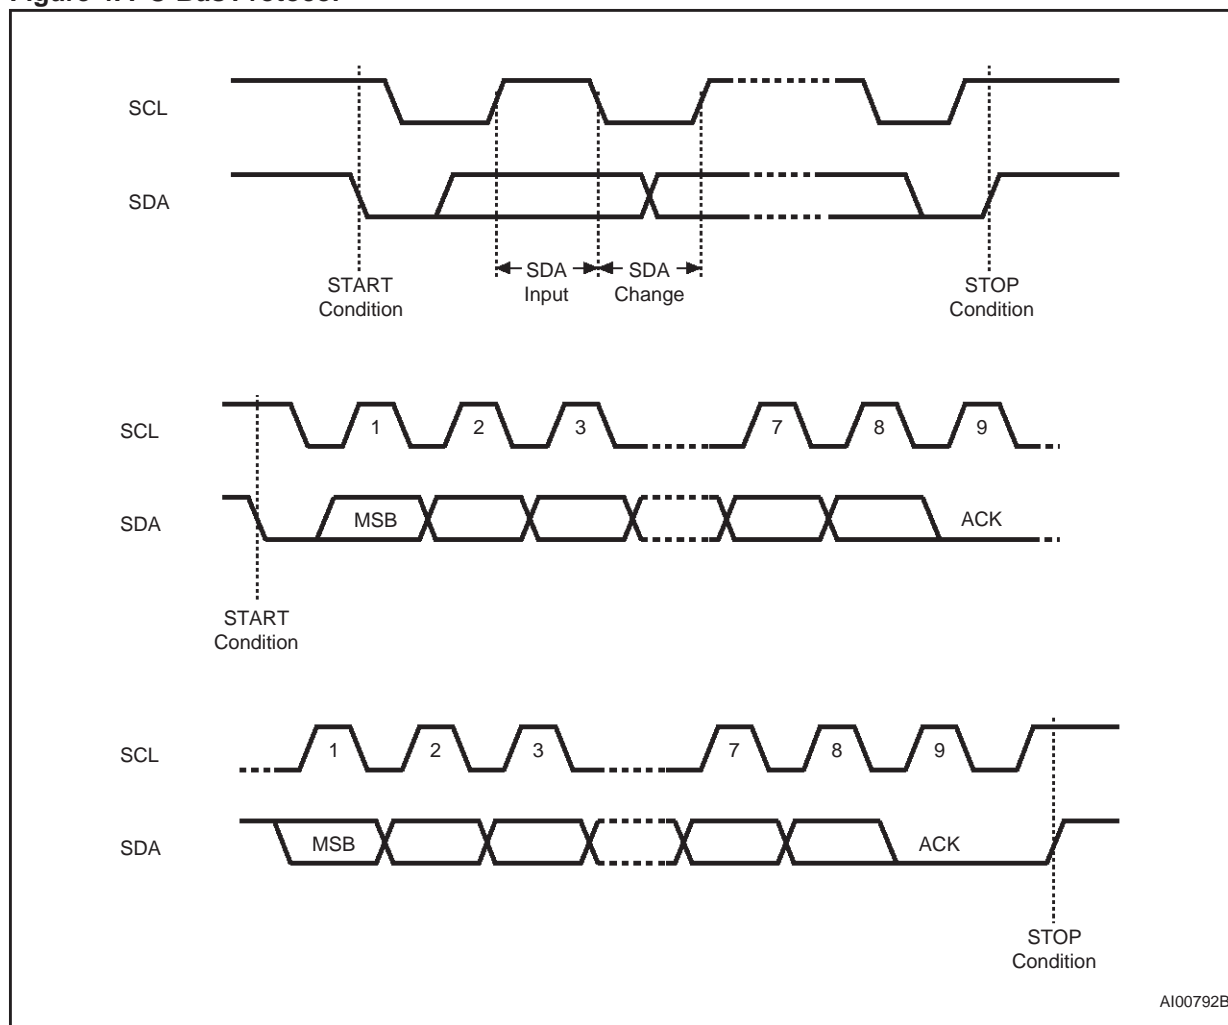 SCL
SDA
START
Condition
SDA
Input
SDA
Change
STOP
Condition
SCL
1 2 3 7 8 9
SDA
MSB
ACK
START
Condition
SCL
1 2 3 7 8 9
SDA
MSB
ACK
STOP
Condition
AI00792B